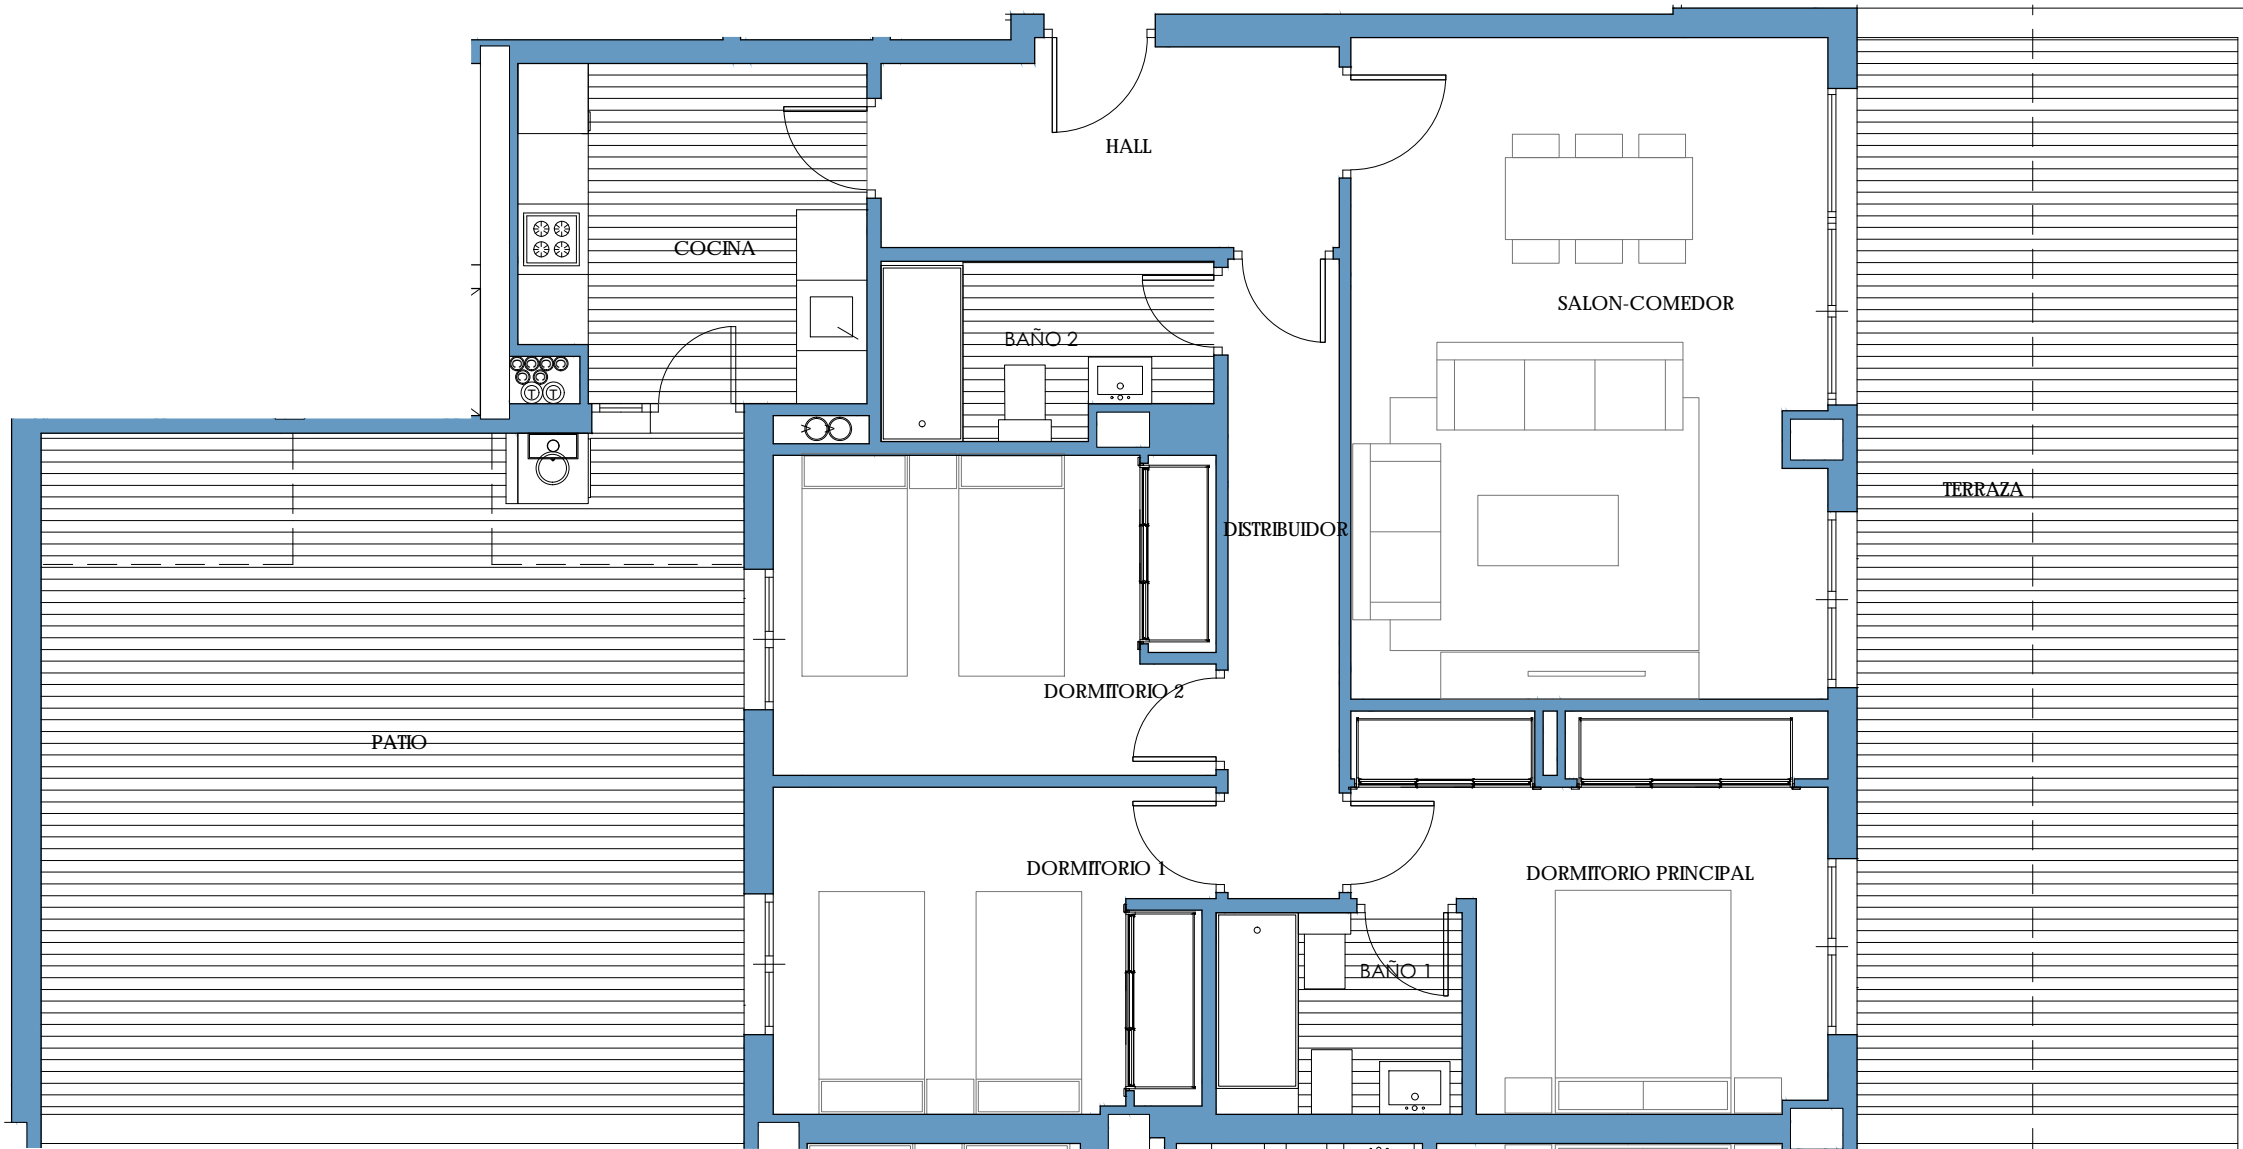 HALL
COCINA
SALON-COMEDOR
BAÑO 2
TERRAZA
DISTRIBUIDOR
DORMITORIO 2
PATIO
DORMITORIO 1
DORMITORIO PRINCIPAL
BAÑO 1
T T